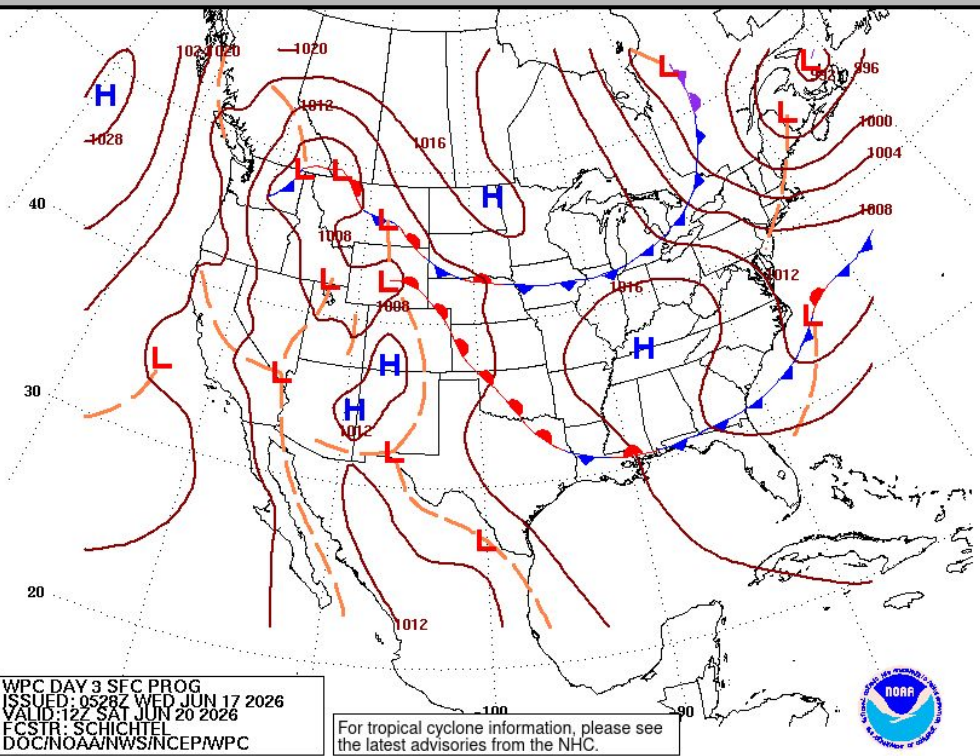 1024 1020
1020
1028
1012
1016
H
40
1008
H
L
L
L
L
L
1008
H
H
1012
L
L
L
L
30
20
1012
L
992
996
L
1000
1004
1008
1012
1016
H
L
WPC DAY 3 SFC PROG
ISSUED: 0528Z WED JUN 17 2026
VALID:12Z SAT JUN 20 2026
FCSTR: SCHICHTEL
DOC/NOAA/NWS/NCEP/WPC
-100
-90
For tropical cyclone information, please see
the latest advisories from the NHC.
L
NOAA